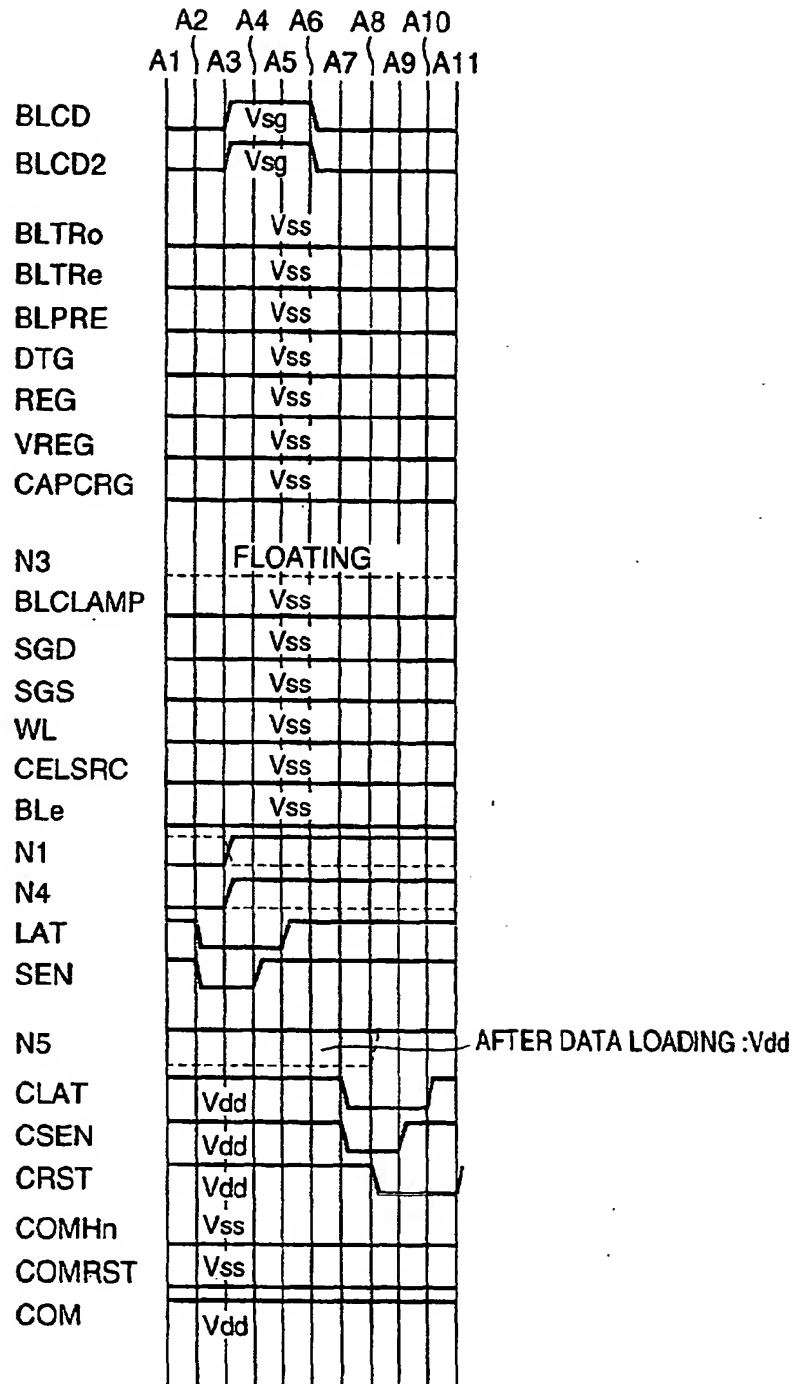 A2 A4 A6 A8 A10
A1 A3 A5 A7 A9 A11
BLCD Vsg
BLCD2 Vsg
BLTRo Vss
BLTRe Vss
BLPRE Vss
DTG Vss
REG Vss
VREG Vss
CAPCRG Vss
N3 FLOATING
BLCLAMP Vss
SGD Vss
SGS Vss
WL Vss
CELSRC Vss
BLe Vss
N1
N4
LAT
SEN
N5 AFTER DATA LOADING :Vdd
CLAT Vdd
CSEN Vdd
CRST Vdd
COMHn Vss
COMRST Vss
COM Vdd